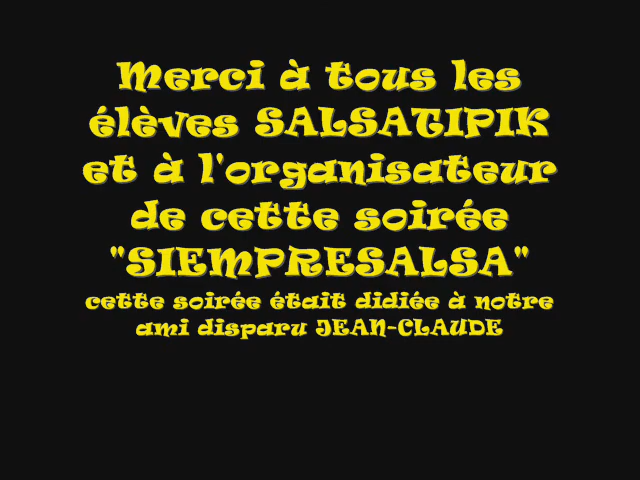 Merci à tous les
élèves SALSATIPIK
et à l'organisateur
de cette soirée
"SIEMPRESALSA"
cette soirée était didiée à notre
ami disparu JEAN-CLAUDE